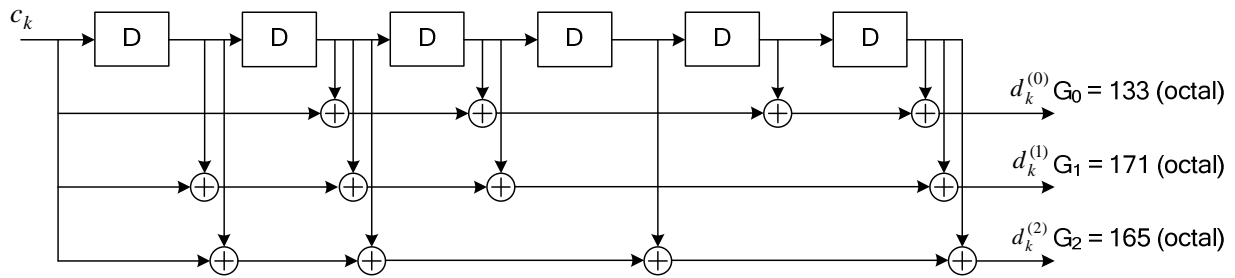 c_k
D D D D D D
d_k^{(0)} G₀ = 133 (octal)
d_k^{(1)} G₁ = 171 (octal)
d_k^{(2)} G₂ = 165 (octal)